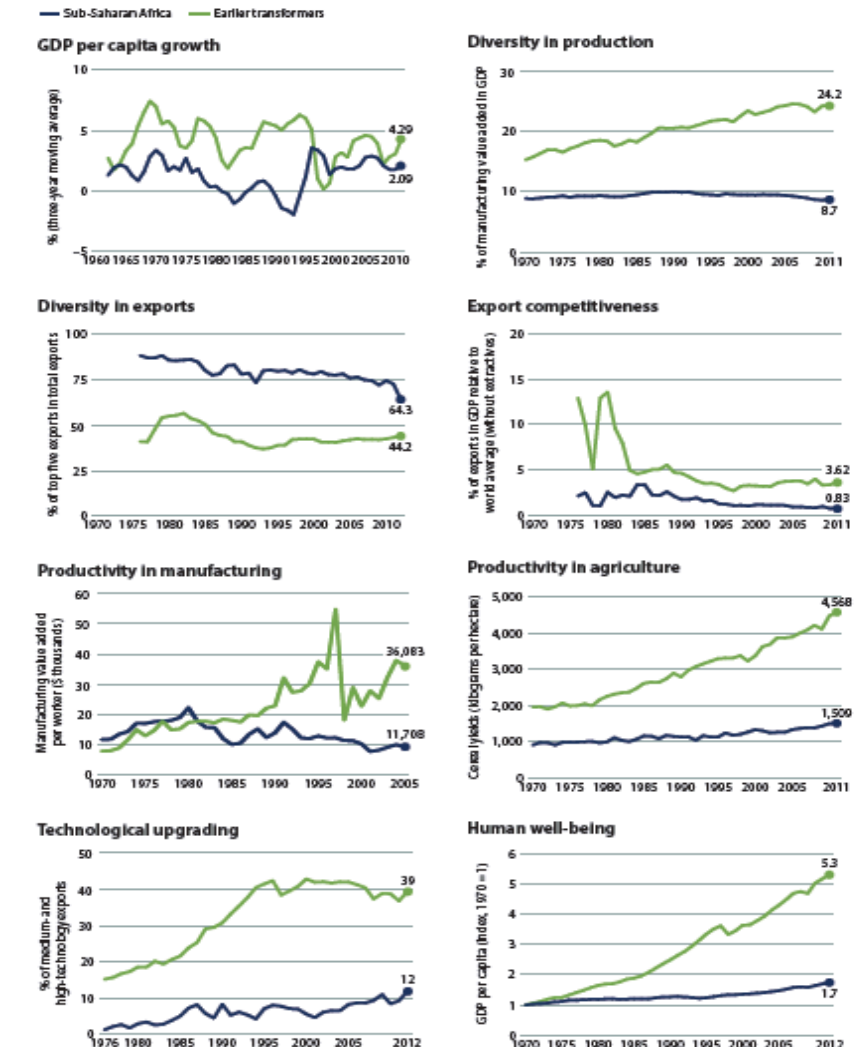 Sub-Saharan Africa Earlier transformers
GDP per capita growth
% (three-year moving average)
10
5
0
–5
4.29
2.09
1960 1965 1970 1975 1980 1985 1990 1995 2000 2005 2010
Diversity in production
% of manufacturing value added in GDP
30
20
10
0
24.2
8.7
1970 1975 1980 1985 1990 1995 2000 2005 2011
Diversity in exports
% of top five exports in total exports
100
75
50
25
0
64.3
44.2
1970 1975 1980 1985 1990 1995 2000 2005 2010
Export competitiveness
% of exports in GDP relative to
world average (without extractives)
20
15
10
5
0
3.62
0.83
1970 1975 1980 1985 1990 1995 2000 2005 2011
Productivity in manufacturing
Manufacturing value added
per worker ($ thousands)
60
50
40
30
20
10
0
36,083
11,708
1970 1975 1980 1985 1990 1995 2000 2005
Productivity in agriculture
Cereal yields (kilograms per hectare)
5,000
4,000
3,000
2,000
1,000
0
4,568
1,509
1970 1975 1980 1985 1990 1995 2000 2005 2011
Technological upgrading
% of medium- and
high-technology exports
50
40
30
20
10
0
39
12
1976 1980 1985 1990 1995 2000 2005 2012
Human well-being
GDP per capita (Index, 1970 = 1)
6
5
4
3
2
1
0
5.3
1.7
1970 1975 1980 1985 1990 1995 2000 2005 2012